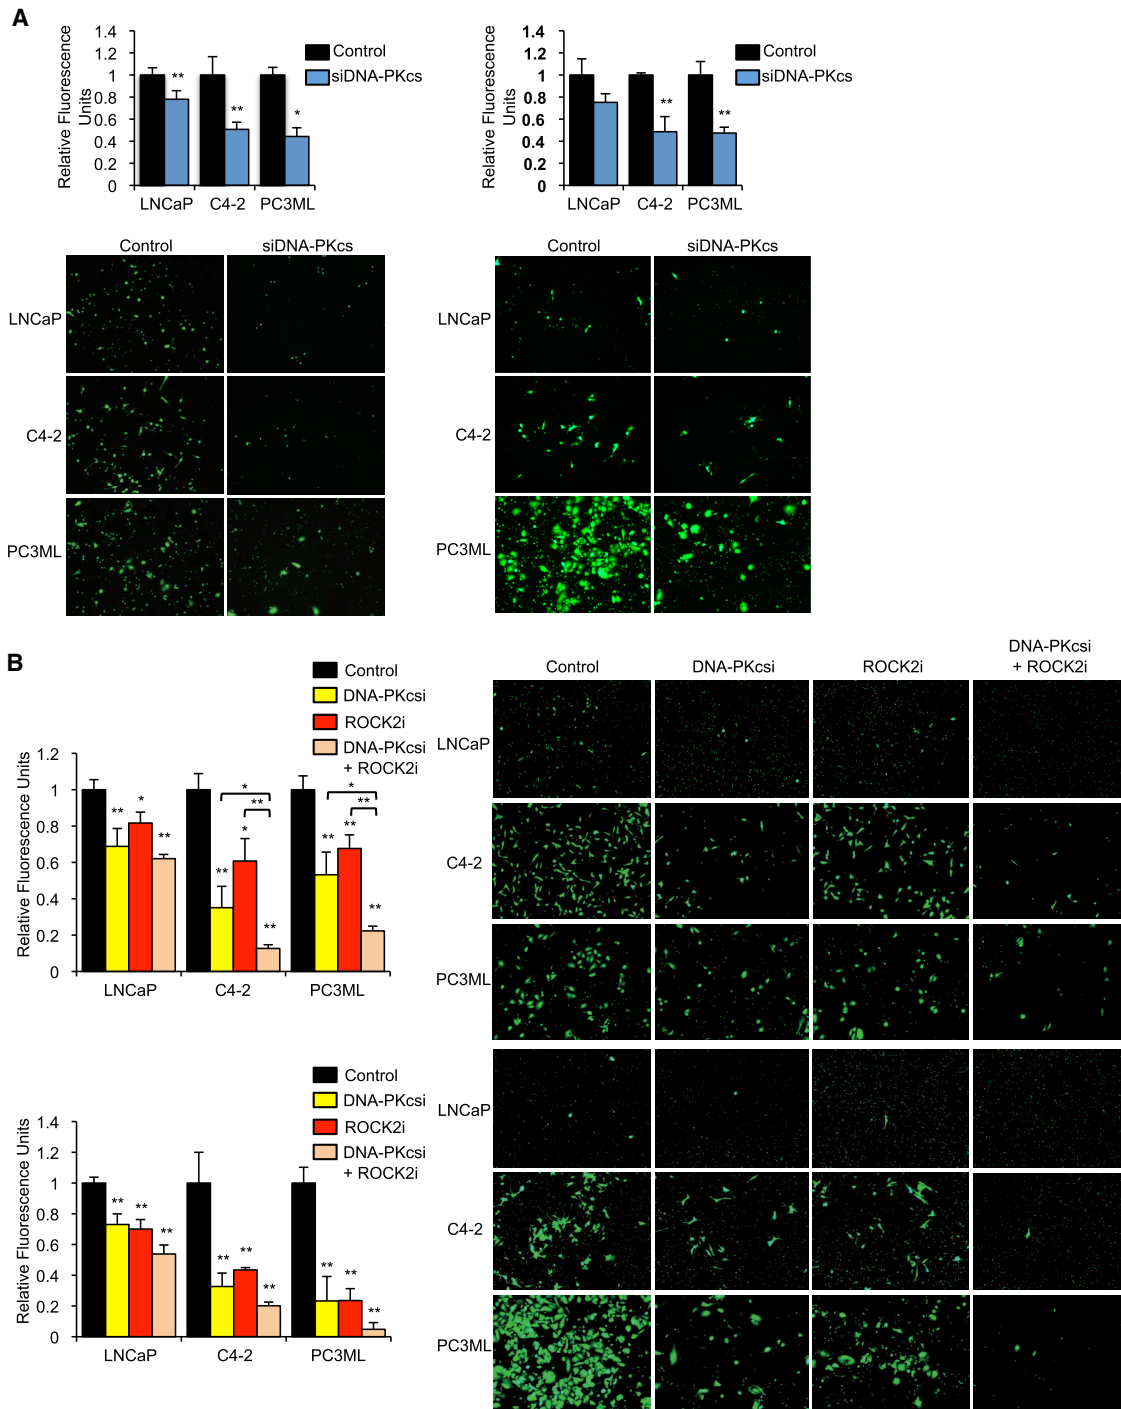 A
Relative Fluorescence
Units
1.4
1.2
1
0.8
0.6
0.4
0.2
0
** ** *
Control
siDNA-PKcs
LNCaP C4-2 PC3ML
Relative Fluorescence
Units
1.4
1.2
1
0.8
0.6
0.4
0.2
0
** **
Control
siDNA-PKcs
LNCaP C4-2 PC3ML
Control siDNA-PKcs
LNCaP
C4-2
PC3ML
Control siDNA-PKcs
LNCaP
C4-2
PC3ML
B
Control
DNA-PKcsi
ROCK2i
DNA-PKcsi
+ ROCK2i
Relative Fluorescence Units
1.2
1
0.8
0.6
0.4
0.2
0
** * **
* ** ** * **
* ** ** ** **
LNCaP C4-2 PC3ML
Control
DNA-PKcsi
ROCK2i
DNA-PKcsi
+ ROCK2i
Relative Fluorescence Units
1.4
1.2
1
0.8
0.6
0.4
0.2
0
** ** **
** ** **
** ** **
LNCaP C4-2 PC3ML
Control DNA-PKcsi ROCK2i DNA-PKcsi
+ ROCK2i
LNCaP
C4-2
PC3ML
LNCaP
C4-2
PC3ML